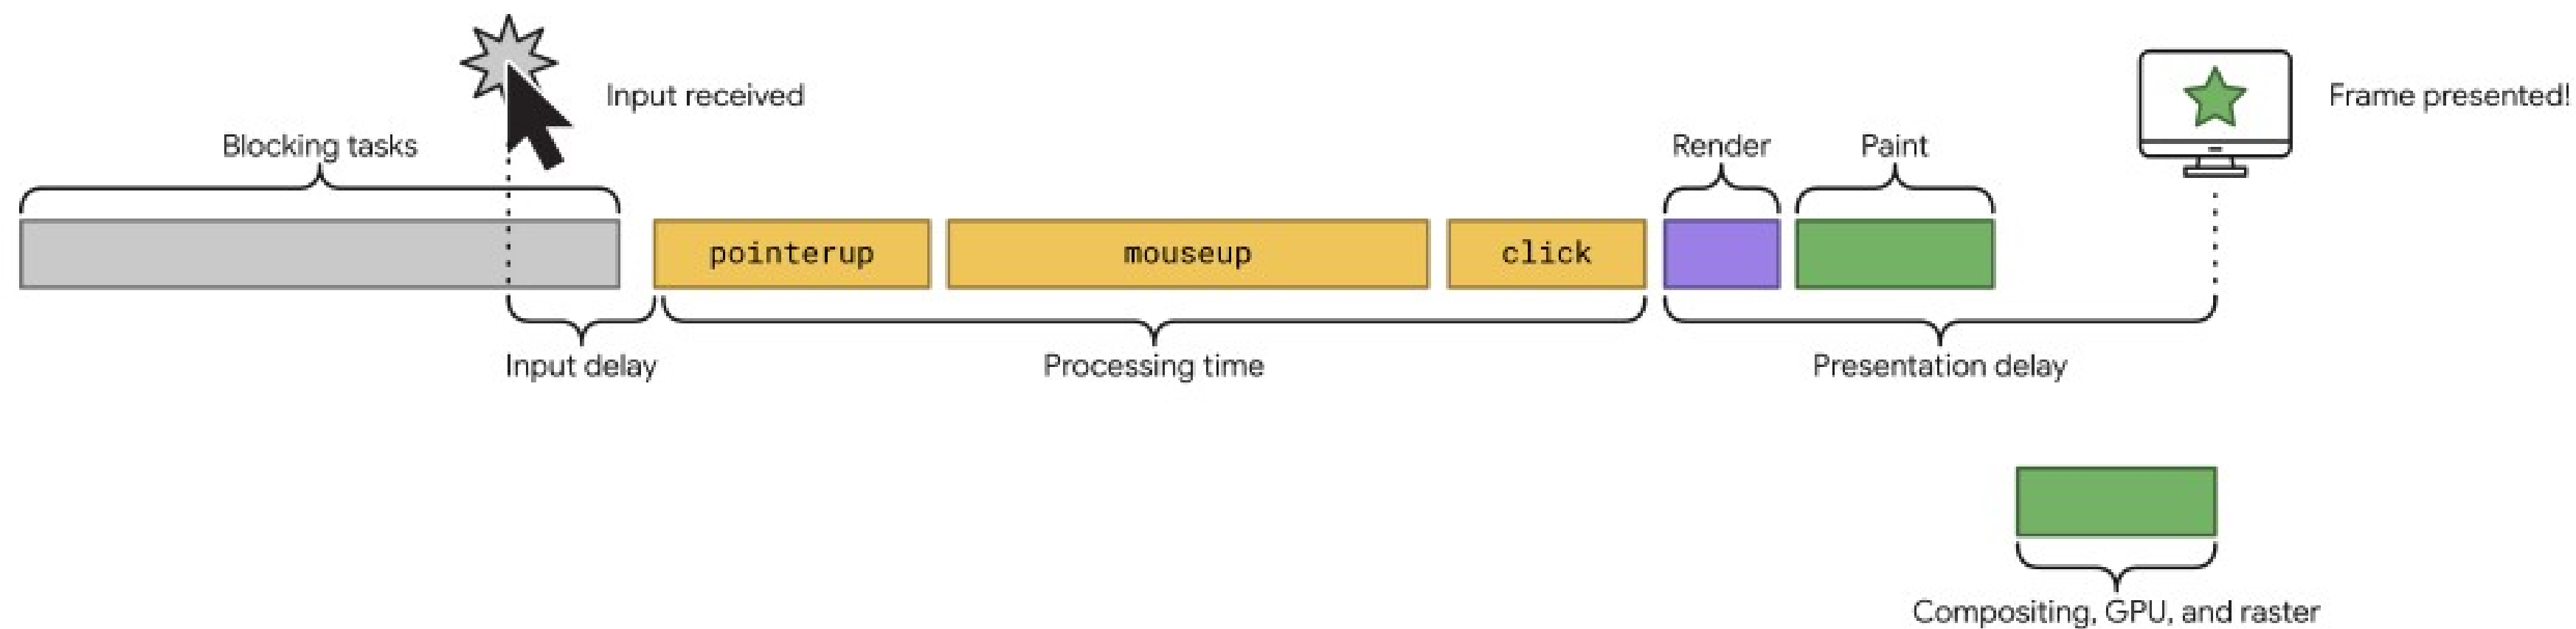 Input received
Frame presented!
Blocking tasks
Render
Paint
pointerup
mouseup
click
Input delay
Processing time
Presentation delay
Compositing, GPU, and raster